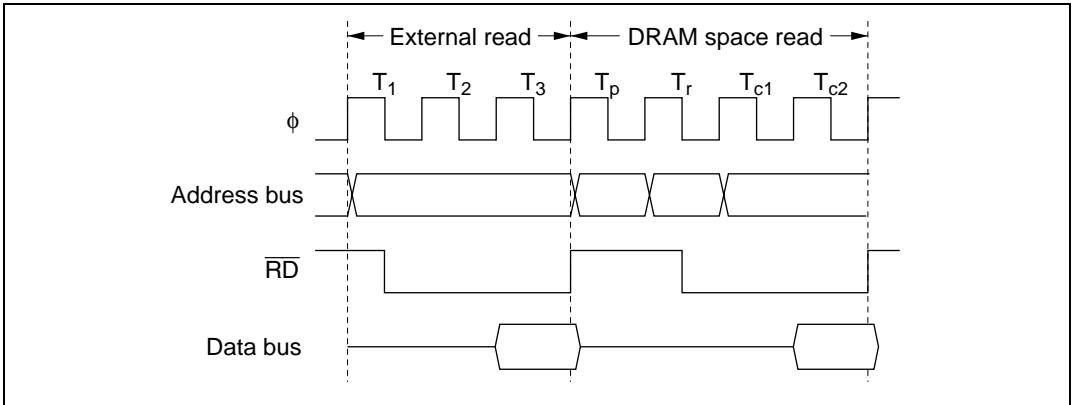 External read DRAM space read
T1 T2 T3 Tp Tr Tc1 Tc2
ϕ
Address bus
RD
Data bus